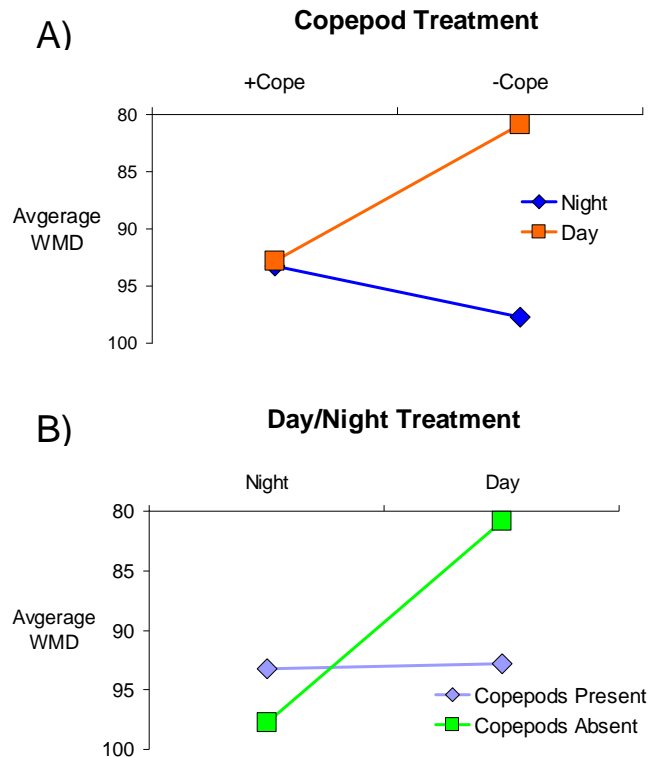 A)
Copepod Treatment
+Cope -Cope
80
85
90
95
100
Avgerage
WMD
Night
Day
B)
Day/Night Treatment
Night Day
80
85
90
95
100
Avgerage
WMD
Copepods Present
Copepods Absent